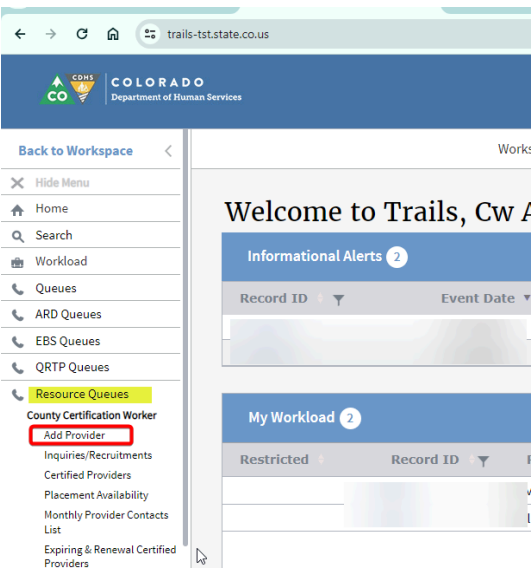 trails-tst.state.co.us
CDHS
CO
COLORADO
Department of Human Services
Back to Workspace
Hide Menu
Home
Search
Workload
Queues
ARD Queues
EBS Queues
QRTP Queues
Resource Queues
County Certification Worker
Add Provider
Inquiries/Recruitments
Certified Providers
Placement Availability
Monthly Provider Contacts
List
Expiring & Renewal Certified
Providers
Works
Welcome to Trails, Cw A
Informational Alerts 2
Record ID Event Date
My Workload 2
Restricted Record ID